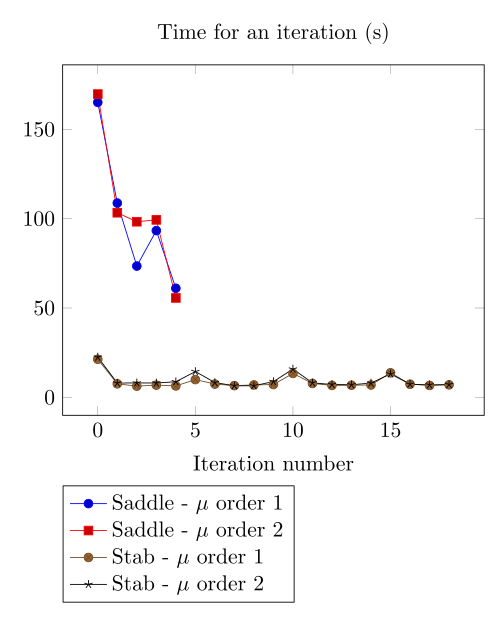 Time for an iteration (s)
150
100
50
0
0 5 10 15
Iteration number
Saddle - μ order 1
Saddle - μ order 2
Stab - μ order 1
Stab - μ order 2